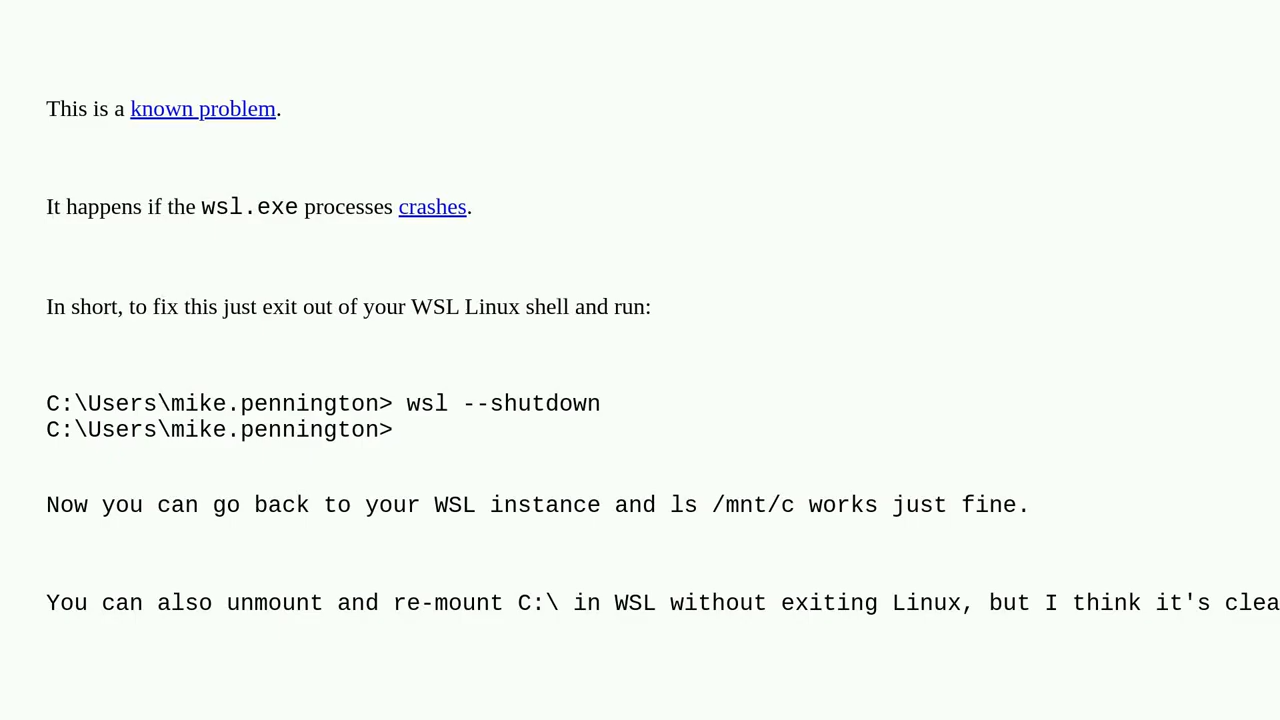 This is a known problem.
It happens if the wsl.exe processes crashes.
In short, to fix this just exit out of your WSL Linux shell and run:
C:\Users\mike.pennington> wsl --shutdown
C:\Users\mike.pennington>
Now you can go back to your WSL instance and ls /mnt/c works just fine.
You can also unmount and re-mount C:\ in WSL without exiting Linux, but I think it's